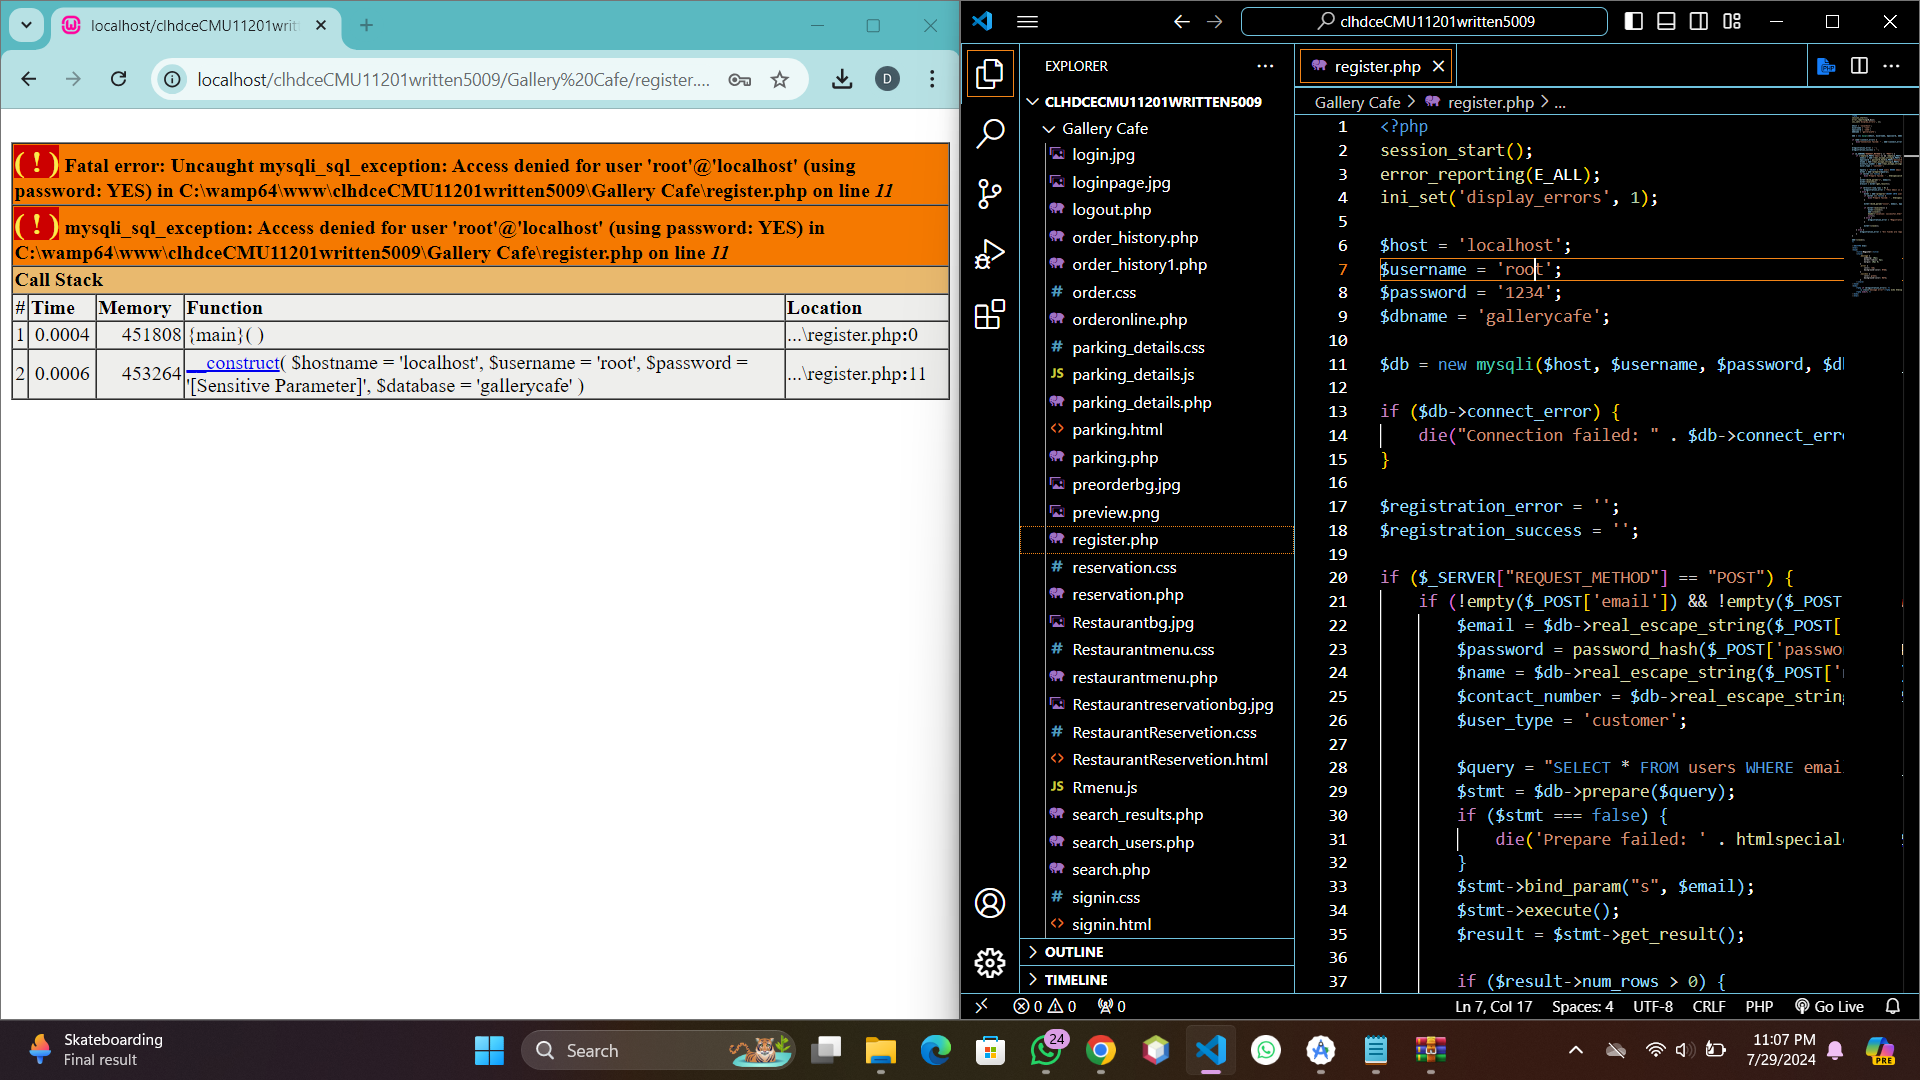 localhost/clhdceCMU11201writt
localhost/clhdceCMU11201written5009/Gallery%20Cafe/register....
D
( ! ) Fatal error: Uncaught mysqli_sql_exception: Access denied for user 'root'@'localhost' (using
password: YES) in C:\wamp64\www\clhdceCMU11201written5009\Gallery Cafe\register.php on line 11
( ! ) mysqli_sql_exception: Access denied for user 'root'@'localhost' (using password: YES) in
C:\wamp64\www\clhdceCMU11201written5009\Gallery Cafe\register.php on line 11
Call Stack
# Time Memory Function Location
1 0.0004 451808 {main}( ) ...\register.php:0
2 0.0006 453264 __construct( $hostname = 'localhost', $username = 'root', $password =
'[Sensitive Parameter]', $database = 'gallerycafe' ) ...\register.php:11
clhdceCMU11201written5009
EXPLORER
CLHDCECMU11201WRITTEN5009
Gallery Cafe
login.jpg
loginpage.jpg
logout.php
order_history.php
order_history1.php
# order.css
orderonline.php
# parking_details.css
JS parking_details.js
parking_details.php
<> parking.html
parking.php
preorderbg.jpg
preview.png
register.php
# reservation.css
reservation.php
Restaurantbg.jpg
# Restaurantmenu.css
restaurantmenu.php
Restaurantreservationbg.jpg
# RestaurantReservetion.css
<> RestaurantReservetion.html
JS Rmenu.js
search_results.php
search_users.php
search.php
# signin.css
<> signin.html
OUTLINE
TIMELINE
register.php
Gallery Cafe > register.php > ...
1 <?php
2 session_start();
3 error_reporting(E_ALL);
4 ini_set('display_errors', 1);
5
6 $host = 'localhost';
7 $username = 'root';
8 $password = '1234';
9 $dbname = 'gallerycafe';
10
11 $db = new mysqli($host, $username, $password, $d
12
13 if ($db->connect_error) {
14 die("Connection failed: " . $db->connect_erro
15 }
16
17 $registration_error = '';
18 $registration_success = '';
19
20 if ($_SERVER["REQUEST_METHOD"] == "POST") {
21 if (!empty($_POST['email']) && !empty($_POST
22 $email = $db->real_escape_string($_POST[
23 $password = password_hash($_POST['passwo
24 $name = $db->real_escape_string($_POST['
25 $contact_number = $db->real_escape_strin
26 $user_type = 'customer';
27
28 $query = "SELECT * FROM users WHERE emai
29 $stmt = $db->prepare($query);
30 if ($stmt === false) {
31 die('Prepare failed: ' . htmlspecial
32 }
33 $stmt->bind_param("s", $email);
34 $stmt->execute();
35 $result = $stmt->get_result();
36
37 if ($result->num_rows > 0) {
0 0 0
Ln 7, Col 17 Spaces: 4 UTF-8 CRLF PHP Go Live
Skateboarding
Final result
Search
24
11:07 PM
7/29/2024
PRE